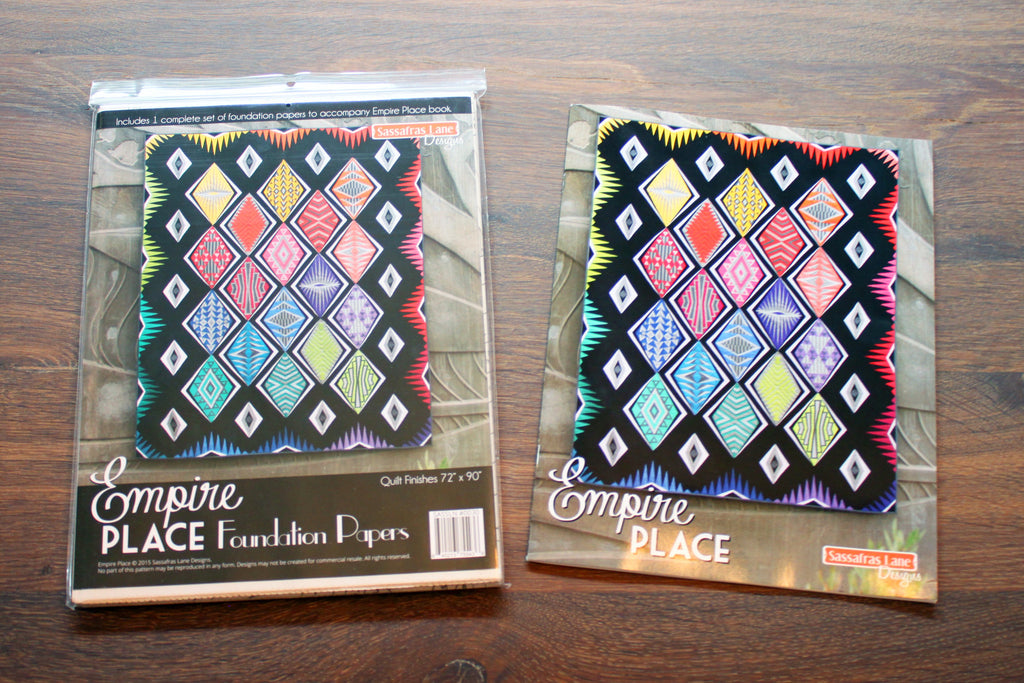 Includes 1 complete set of foundation papers to accompany Empire Place book
Sassafras Lane
Designs
Quilt Finishes 72" x 90"
Empire
PLACE Foundation Papers
Empire Place © 2015 Sassafras Lane Designs.
No part of this pattern may be reproduced in any form. Designs may not be created for commercial resale. All rights reserved.
Empire
PLACE
Sassafras Lane
Designs